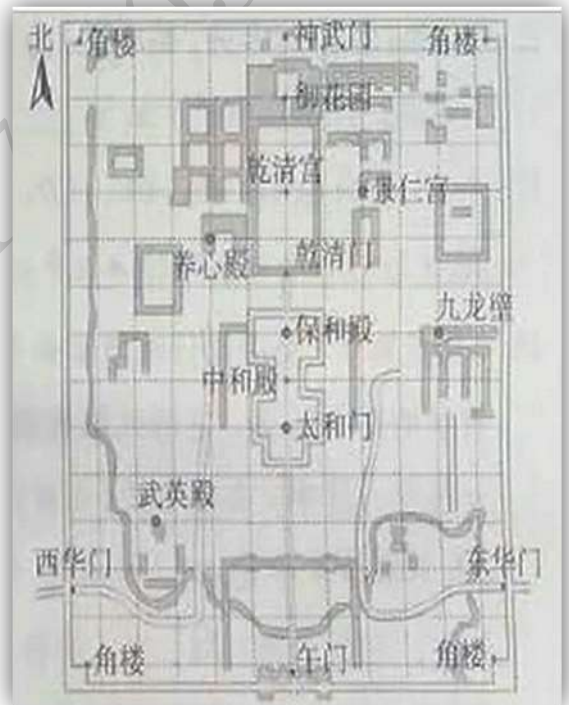 北
角楼
神武门
角楼
御花園
乾清宫
景仁宫
养心殿
乾清门
九龙壁
保和殿
中和殿
太和门
武英殿
西华门
东华门
角楼
午门
角楼